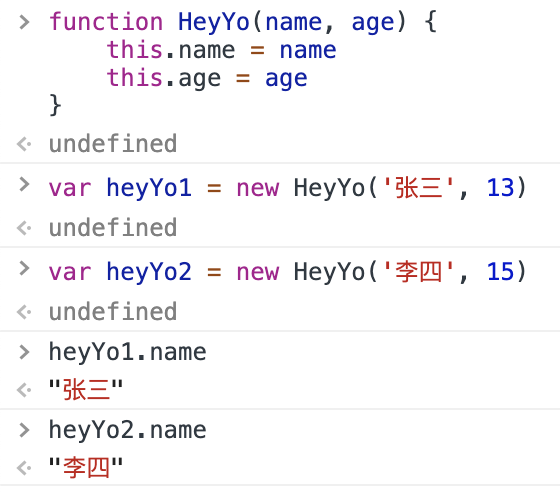 > function HeyYo(name, age) {
    this.name = name
    this.age = age
}
<· undefined
> var heyYo1 = new HeyYo('张三', 13)
<· undefined
> var heyYo2 = new HeyYo('李四', 15)
<· undefined
> heyYo1.name
<· "张三"
> heyYo2.name
<· "李四"